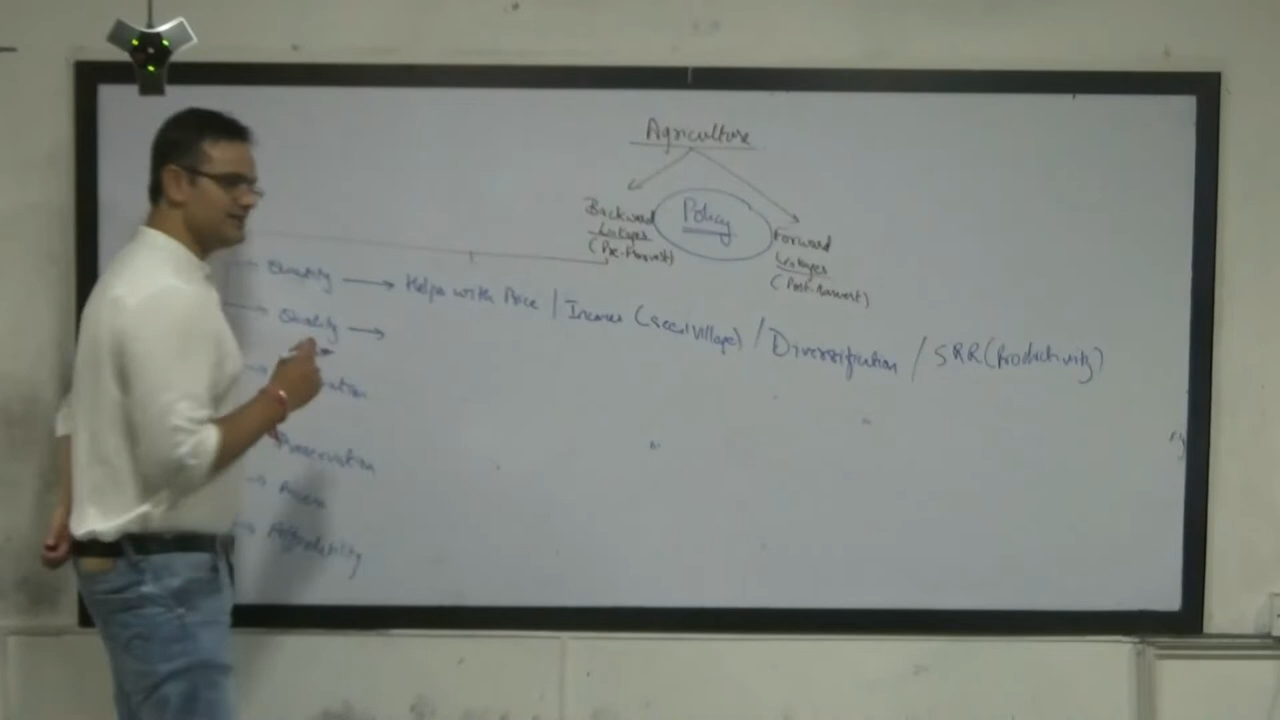 Agriculture
Policy
Backward
Linkages
(Pre-Harvest)
Forward
Linkages
(Post-Harvest)
Quantity → Helps with Price / Income (Seed Village) / Diversification / SRR (Productivity)
Quality →
Preservation
→ Access
→ Affordability